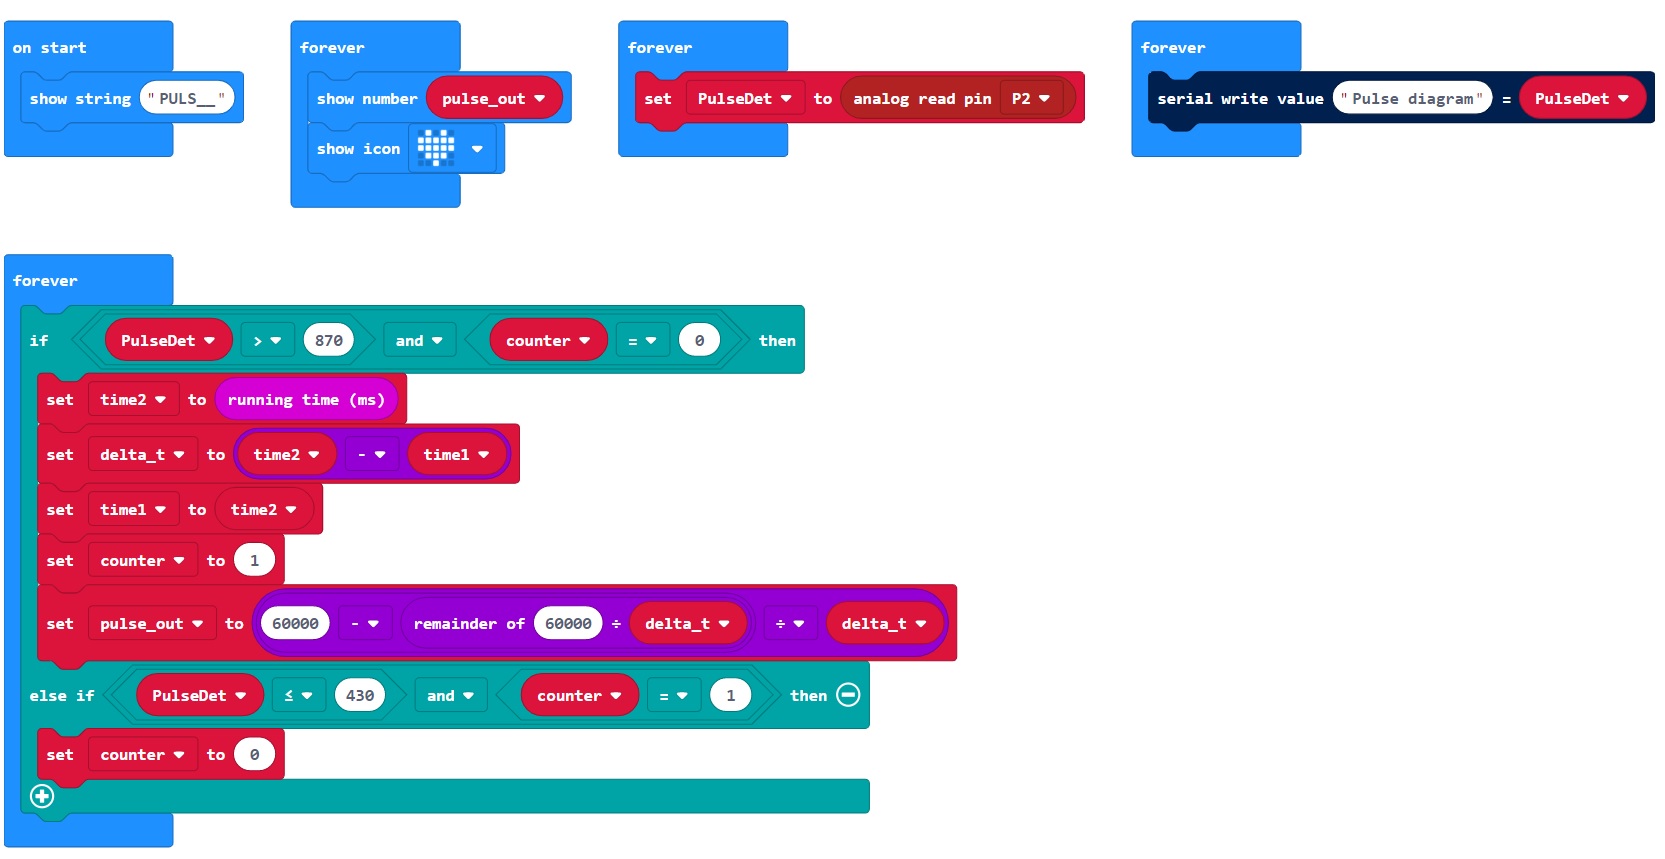 on start
show string "PULS__"
forever
show number pulse_out
show icon
forever
set PulseDet to analog read pin P2
forever
serial write value "Pulse diagram" = PulseDet
forever
if PulseDet > 870 and counter = 0 then
set time2 to running time (ms)
set delta_t to time2 - time1
set time1 to time2
set counter to 1
set pulse_out to 60000 - remainder of 60000 ÷ delta_t ÷ delta_t
else if PulseDet ≤ 430 and counter = 1 then
set counter to 0